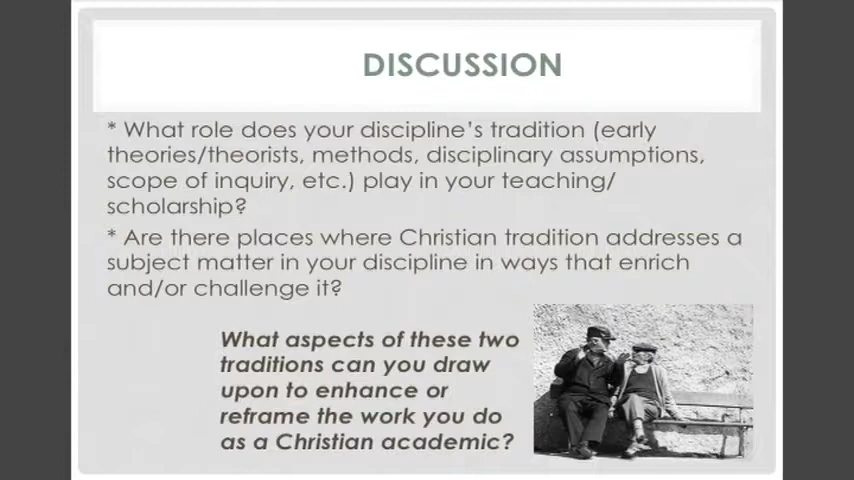 DISCUSSION
* What role does your discipline's tradition (early
theories/theorists, methods, disciplinary assumptions,
scope of inquiry, etc.) play in your teaching/
scholarship?
* Are there places where Christian tradition addresses a
subject matter in your discipline in ways that enrich
and/or challenge it?
What aspects of these two
traditions can you draw
upon to enhance or
reframe the work you do
as a Christian academic?